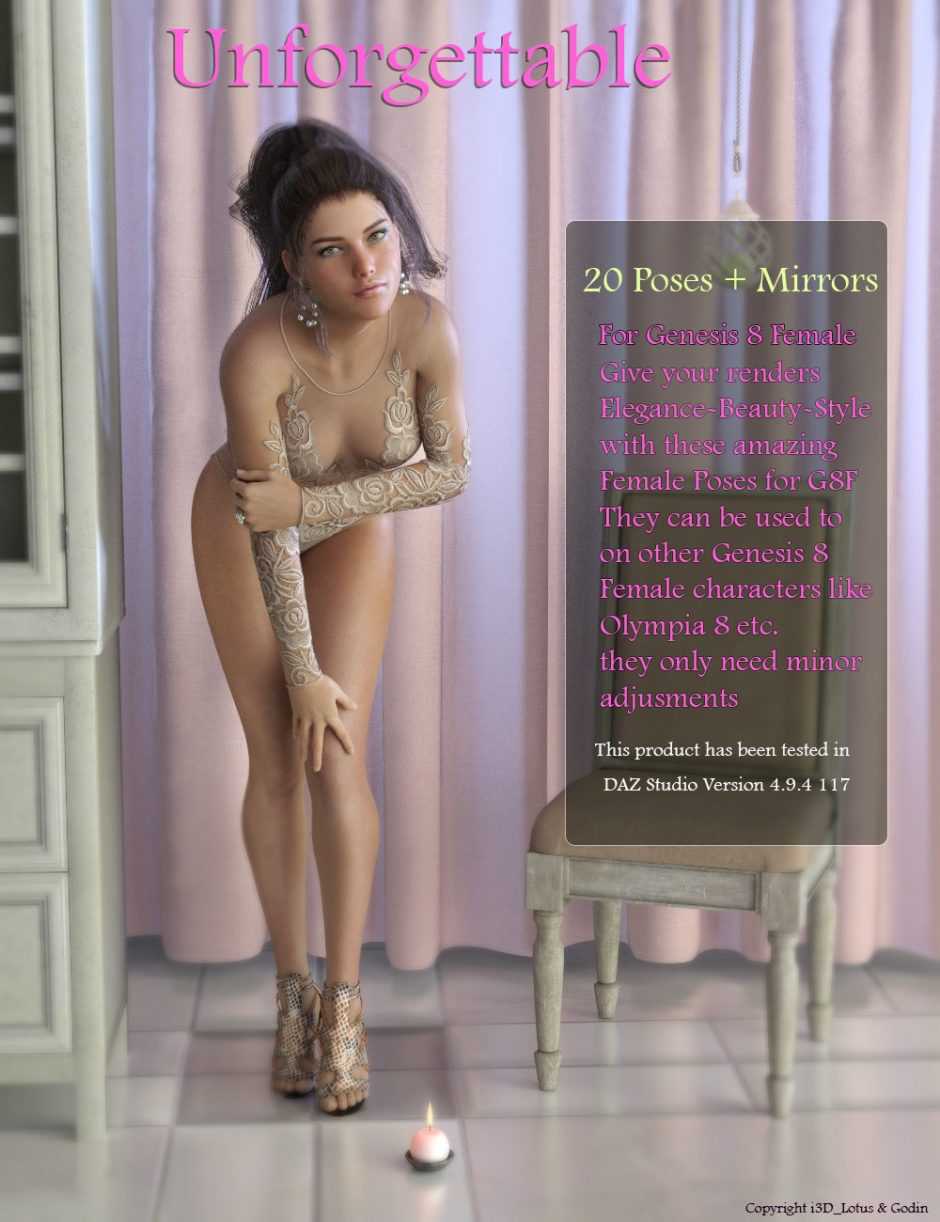 Unforgettable
20 Poses + Mirrors
For Genesis 8 Female
Give your renders
Elegance-Beauty-Style
with these amazing
Female Poses for G8F
They can be used to
on other Genesis 8
Female characters like
Olympia 8 etc.
they only need minor
adjusments
This product has been tested in
DAZ Studio Version 4.9.4 117
Copyright i3D_Lotus & Godin